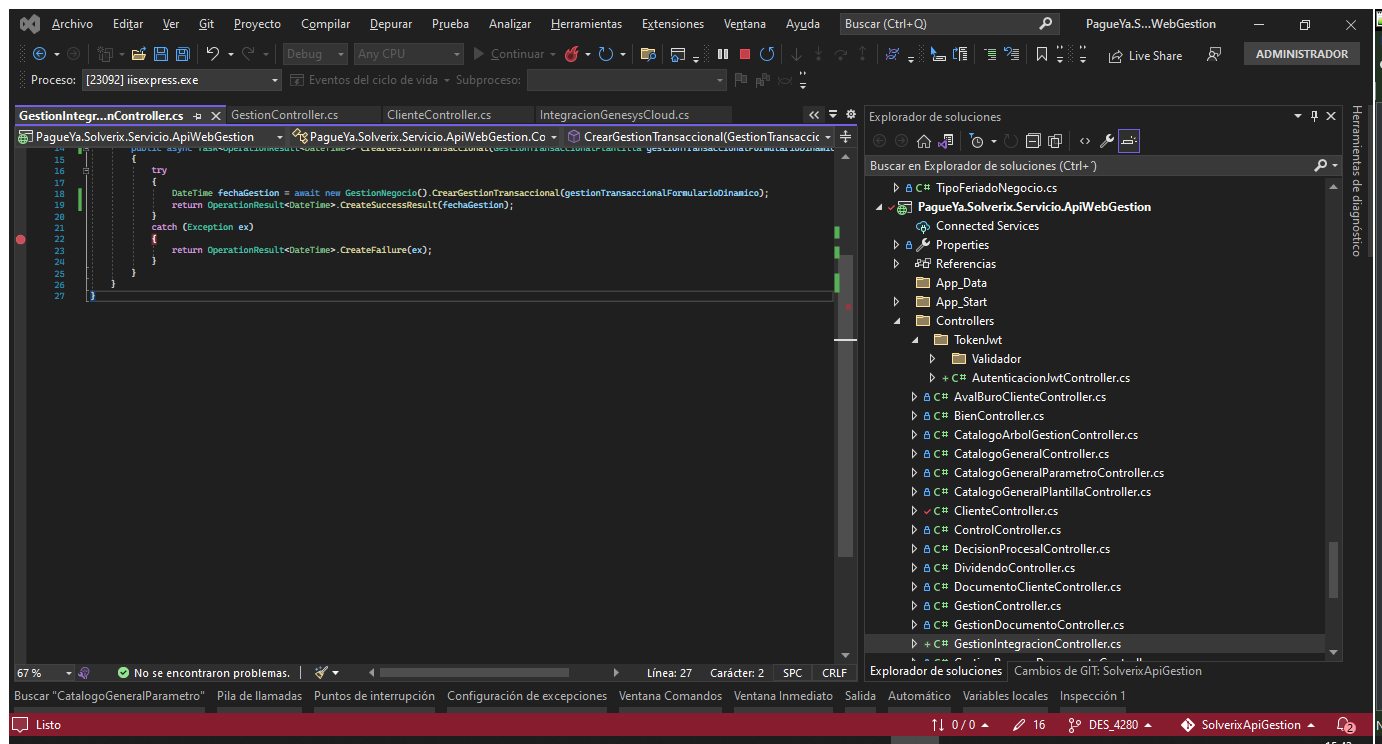 Archivo Editar Ver Git Proyecto Compilar Depurar Prueba Analizar Herramientas Extensiones Ventana Ayuda Buscar (Ctrl+Q) PagueYa.S...WebGestion
Debug Any CPU Continuar Live Share ADMINISTRADOR
Proceso: [23092] iisexpress.exe Eventos del ciclo de vida Subproceso:
GestionIntegr...nController.cs GestionController.cs ClienteController.cs IntegracionGenesysCloud.cs
PagueYa.Solverix.Servicio.ApiWebGestion PagueYa.Solverix.Servicio.ApiWebGestion.Co CrearGestionTransaccional(GestionTransaccic
14 public async Task<OperationResult<DateTime>> CrearGestionTransaccional(GestionTransaccionalPlantilla gestionTransaccionalFormularioDinamic
15 {
16 try
17 {
18 DateTime fechaGestion = await new GestionNegocio().CrearGestionTransaccional(gestionTransaccionalFormularioDinamico);
19 return OperationResult<DateTime>.CreateSuccessResult(fechaGestion);
20 }
21 catch (Exception ex)
22 {
23 return OperationResult<DateTime>.CreateFailure(ex);
24 }
25 }
26 }
27 }
67 % No se encontraron problemas. Línea: 27 Carácter: 2 SPC CRLF
Explorador de soluciones
Buscar en Explorador de soluciones (Ctrl+´)
C# TipoFeriadoNegocio.cs
PagueYa.Solverix.Servicio.ApiWebGestion
Connected Services
Properties
Referencias
App_Data
App_Start
Controllers
TokenJwt
Validador
+ C# AutenticacionJwtController.cs
C# AvalBuroClienteController.cs
C# BienController.cs
C# CatalogoArbolGestionController.cs
C# CatalogoGeneralController.cs
C# CatalogoGeneralParametroController.cs
C# CatalogoGeneralPlantillaController.cs
C# ClienteController.cs
C# ControlController.cs
C# DecisionProcesalController.cs
C# DividendoController.cs
C# DocumentoClienteController.cs
C# GestionController.cs
C# GestionDocumentoController.cs
+ C# GestionIntegracionController.cs
Explorador de soluciones Cambios de GIT: SolverixApiGestion
Herramientas de diagnóstico
Buscar "CatalogoGeneralParametro" Pila de llamadas Puntos de interrupción Configuración de excepciones Ventana Comandos Ventana Inmediato Salida Automático Variables locales Inspección 1
Listo 0 / 0 16 DES_4280 SolverixApiGestion 2